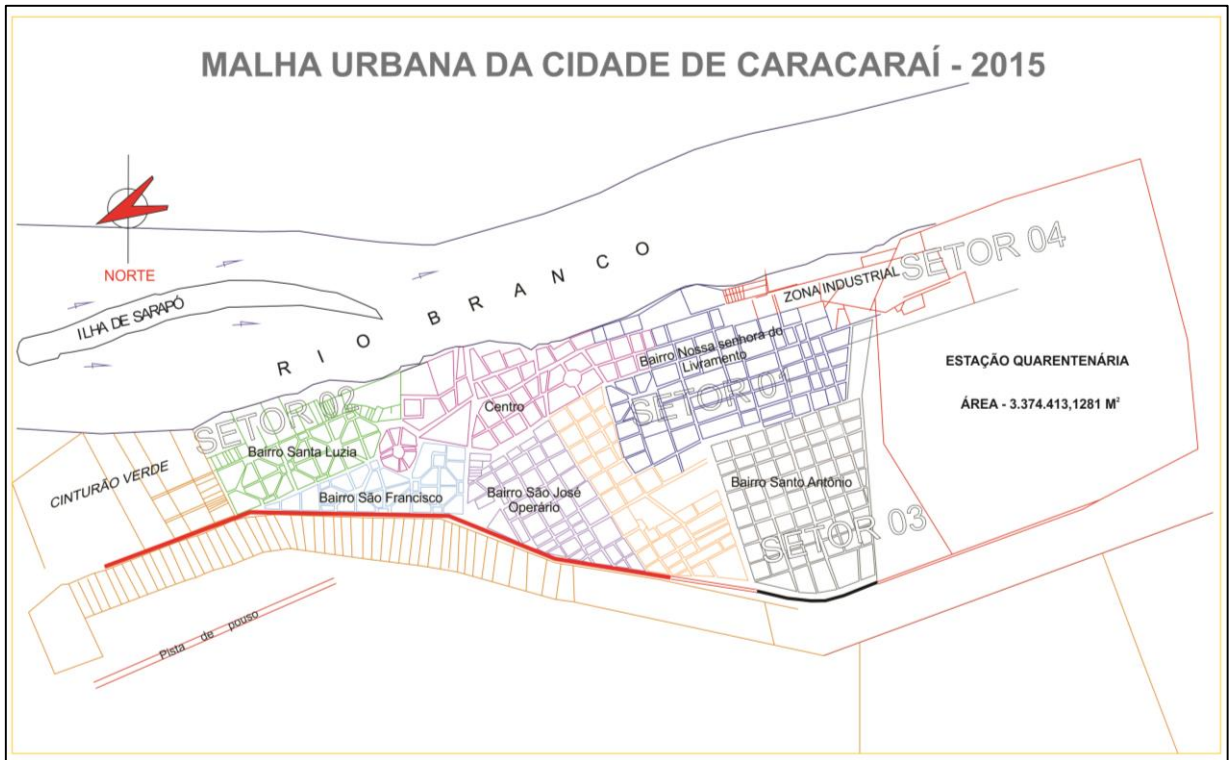 MALHA URBANA DA CIDADE DE CARACARAÍ - 2015
NORTE
ILHA DE SARAPÓ
RIO BRANCO
SETOR 04
ZONA INDUSTRIAL
Bairro Nossa senhora do
Livramento
SETOR 01
ESTAÇÃO QUARENTENÁRIA
ÁREA - 3.374.413,1281 M²
Centro
SETOR 02
Bairro Santa Luzia
CINTURÃO VERDE
Bairro São Francisco
Bairro São José
Operário
Bairro Santo Antônio
SETOR 03
Pista de pouso